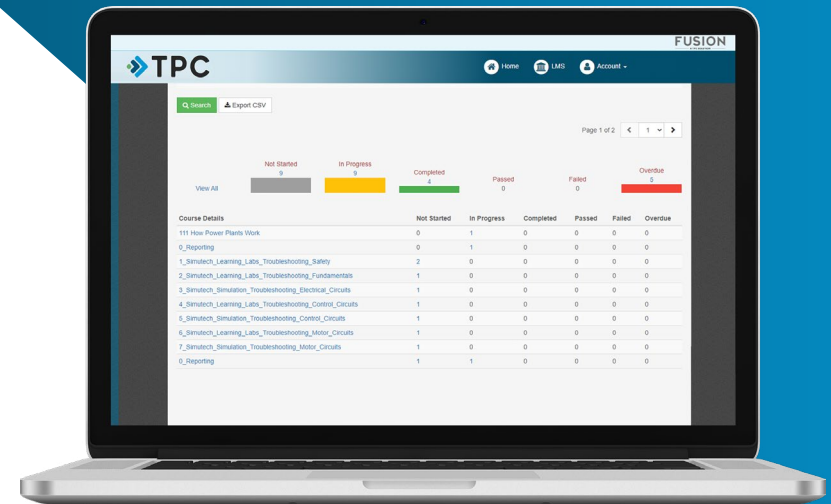 FUSION
TPC
Home LMS Account
Search Export CSV
Page 1 of 2 1
Not Started In Progress Completed Passed Failed Overdue
View All 9 9 4 0 0 5
Course Details Not Started In Progress Completed Passed Failed Overdue
111 How Power Plants Work 0 1 0 0 0 0
0_Reporting 0 1 0 0 0 0
1_Simutech_Learning_Labs_Troubleshooting_Safety 2 0 0 0 0 0
2_Simutech_Learning_Labs_Troubleshooting_Fundamentals 1 0 0 0 0 0
3_Simutech_Simulation_Troubleshooting_Electrical_Circuits 1 0 0 0 0 0
4_Simutech_Learning_Labs_Troubleshooting_Control_Circuits 1 0 0 0 0 0
5_Simutech_Simulation_Troubleshooting_Control_Circuits 1 0 0 0 0 0
6_Simutech_Learning_Labs_Troubleshooting_Motor_Circuits 1 0 0 0 0 0
7_Simutech_Simulation_Troubleshooting_Motor_Circuits 1 0 0 0 0 0
0_Reporting 1 1 0 0 0 0